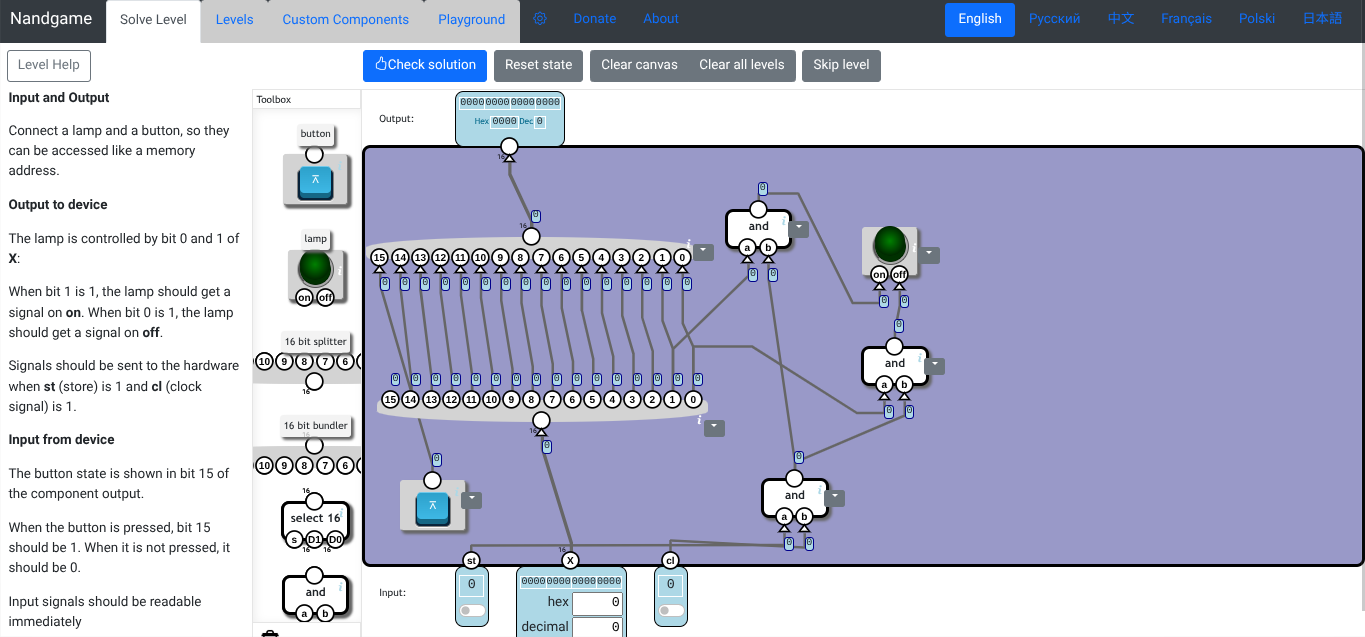 Nandgame Solve Level Levels Custom Components Playground Donate About English Русский 中文 Français Polski 日本語
Level Help Check solution Reset state Clear canvas Clear all levels Skip level
Input and Output
Connect a lamp and a button, so they
can be accessed like a memory
address.
Output to device
The lamp is controlled by bit 0 and 1 of
X:
When bit 1 is 1, the lamp should get a
signal on on. When bit 0 is 1, the lamp
should get a signal on off.
Signals should be sent to the hardware
when st (store) is 1 and cl (clock
signal) is 1.
Input from device
The button state is shown in bit 15 of
the component output.
When the button is pressed, bit 15
should be 1. When it is not pressed, it
should be 0.
Input signals should be readable
immediately
Toolbox
button
lamp
on off
16 bit splitter
10 9 8 7 6
16
16 bit bundler
16
10 9 8 7 6
16
select 16
s D1 D0
16 16
and
a b
Output:
0000000000000000
Hex 0000 Dec 0
16
0
16
15 14 13 12 11 10 9 8 7 6 5 4 3 2 1 0
0 0 0 0 0 0 0 0 0 0 0 0 0 0 0 0
0 0 0 0 0 0 0 0 0 0 0 0 0 0 0 0
15 14 13 12 11 10 9 8 7 6 5 4 3 2 1 0
16
0
0
0
and
a b
0 0
on off
0 0
0
and
a b
0 0
0
and
a b
0 0
st 16 X cl
Input:
0
0000000000000000
hex 0
decimal 0
0